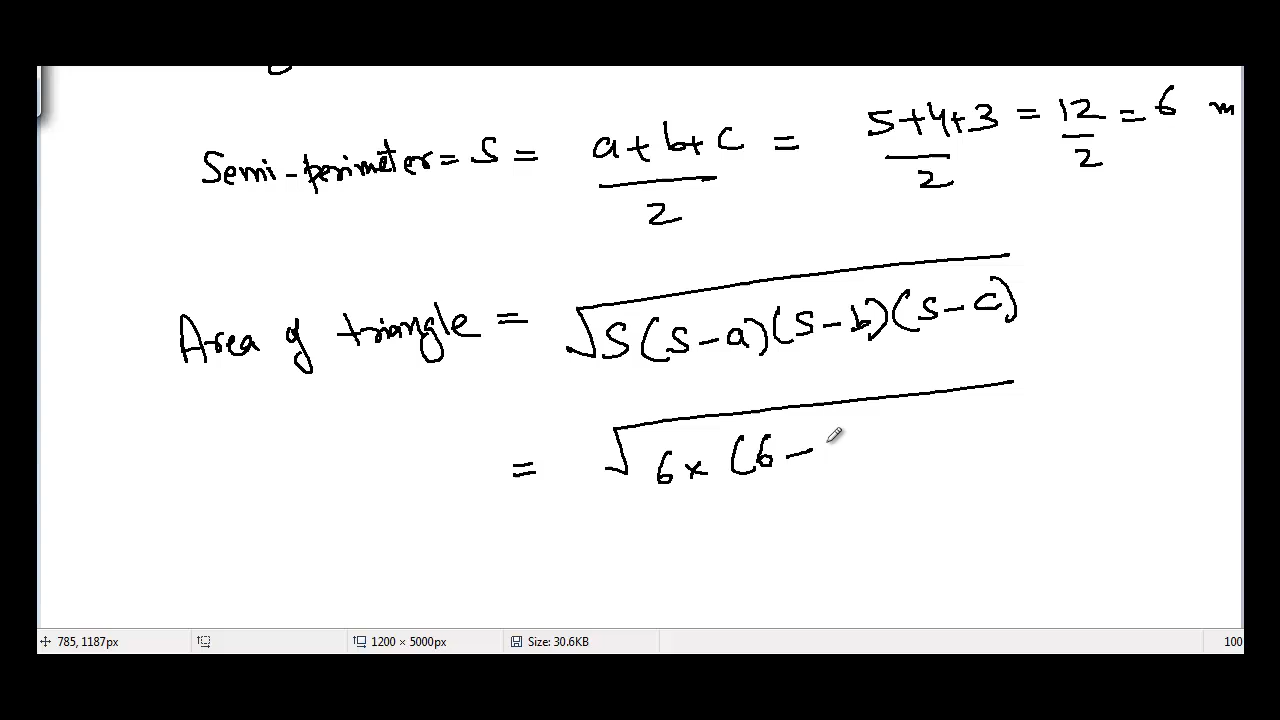 Semi-perimeter = S = a+b+c/2 = 5+4+3/2 = 12/2 = 6 m
Area of triangle = √S(S-a)(S-b)(S-c)
= √6×(6-
785, 1187px 1200 × 5000px Size: 30.6KB 100